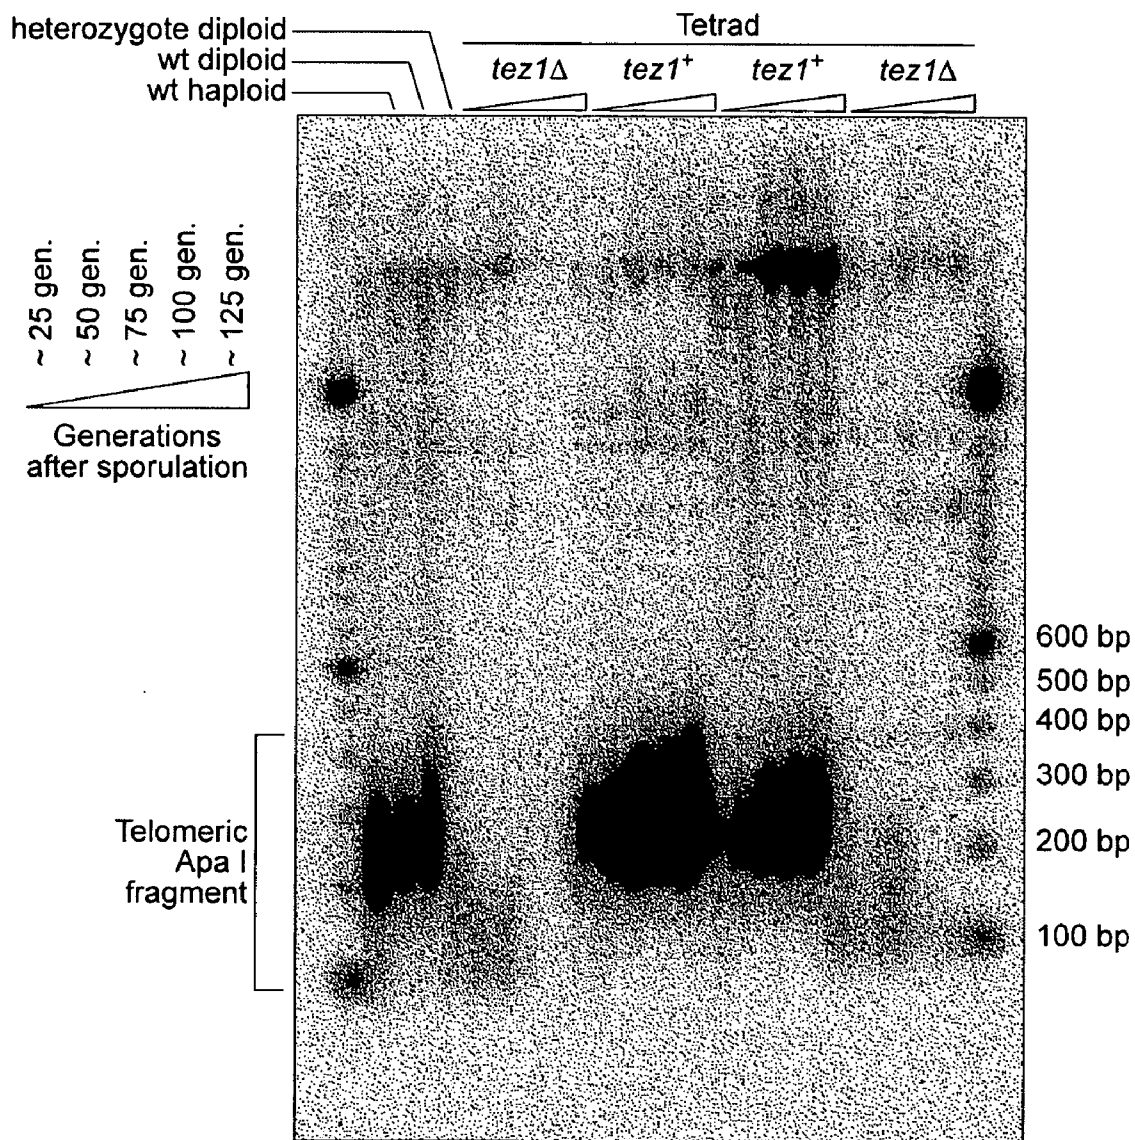 heterozygote diploid
wt diploid
wt haploid
Tetrad
tez1Δ
tez1+
tez1+
tez1Δ
~ 25 gen.
~ 50 gen.
~ 75 gen.
~ 100 gen.
~ 125 gen.
Generations
after sporulation
600 bp
500 bp
400 bp
300 bp
200 bp
100 bp
Telomeric
Apa I
fragment